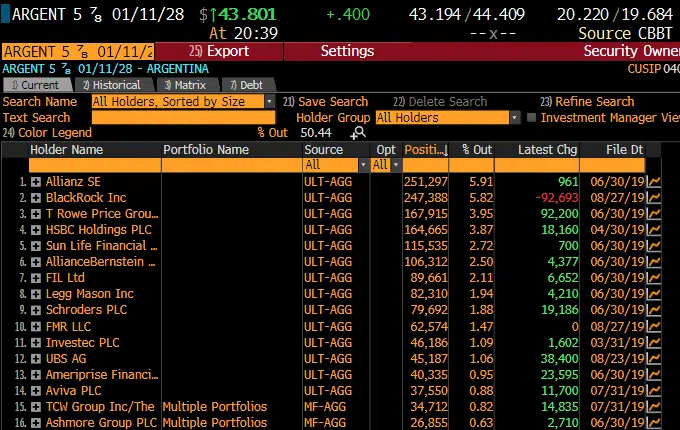 ARGENT 5 ⅞ 01/11/28 $↑43.801 +.400 43.194/44.409 20.220/19.684
At 20:39 --x-- Source CBBT
ARGENT 5 ⅞ 01/11/2 25) Export Settings Security Owne
ARGENT 5 ⅞ 01/11/28 - ARGENTINA CUSIP 040
1) Current 2) Historical 3) Matrix 7) Debt
Search Name All Holders, Sorted by Size 21) Save Search 22) Delete Search 23) Refine Search
Text Search Holder Group All Holders Investment Manager Vie
24) Color Legend % Out 50.44
Holder Name Portfolio Name Source Opt Positi..↓ % Out Latest Chg File Dt
All All
1. Allianz SE ULT-AGG 251,297 5.91 961 06/30/19
2. BlackRock Inc ULT-AGG 247,388 5.82 -92,693 08/27/19
3. T Rowe Price Grou... ULT-AGG 167,915 3.95 92,200 06/30/19
4. HSBC Holdings PLC ULT-AGG 164,665 3.87 18,160 04/30/19
5. Sun Life Financial ... ULT-AGG 115,535 2.72 700 06/30/19
6. AllianceBernstein ... ULT-AGG 106,312 2.50 4,377 06/30/19
7. FIL Ltd ULT-AGG 89,661 2.11 6,652 06/30/19
8. Legg Mason Inc ULT-AGG 82,310 1.94 4,210 06/30/19
9. Schroders PLC ULT-AGG 79,692 1.88 19,186 06/30/19
10. FMR LLC ULT-AGG 62,574 1.47 0 08/27/19
11. Investec PLC ULT-AGG 46,186 1.09 1,602 03/31/19
12. UBS AG ULT-AGG 45,187 1.06 38,400 08/23/19
13. Ameriprise Financi... ULT-AGG 40,335 0.95 23,595 06/30/19
14. Aviva PLC ULT-AGG 37,550 0.88 11,700 07/31/19
15. TCW Group Inc/The Multiple Portfolios MF-AGG 34,712 0.82 14,835 07/31/19
16. Ashmore Group PLC Multiple Portfolios MF-AGG 26,855 0.63 2,710 06/30/19